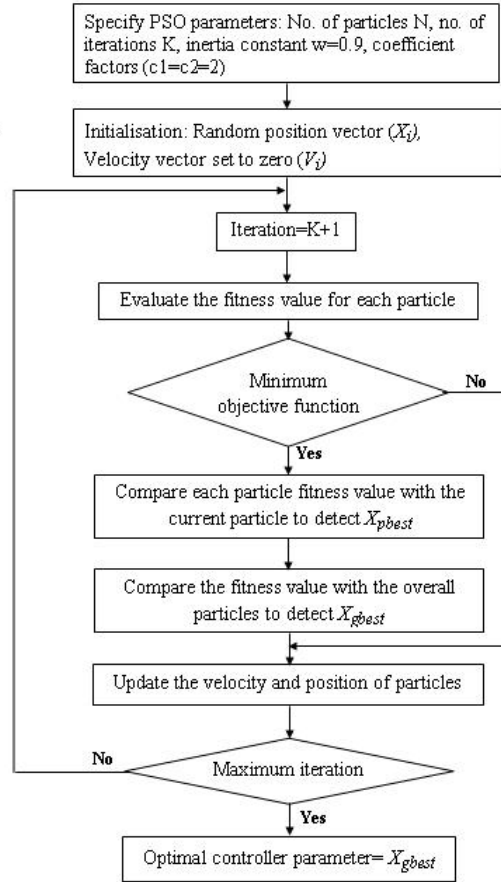 Specify PSO parameters: No. of particles N, no. of
iterations K, inertia constant w=0.9, coefficient
factors (c1=c2=2)
Initialisation: Random position vector (Xi),
Velocity vector set to zero (Vi)
Iteration=K+1
Evaluate the fitness value for each particle
Minimum
objective function
No
Yes
Compare each particle fitness value with the
current particle to detect Xpbest
Compare the fitness value with the overall
particles to detect Xgbest
Update the velocity and position of particles
No
Maximum iteration
Yes
Optimal controller parameter= Xgbest